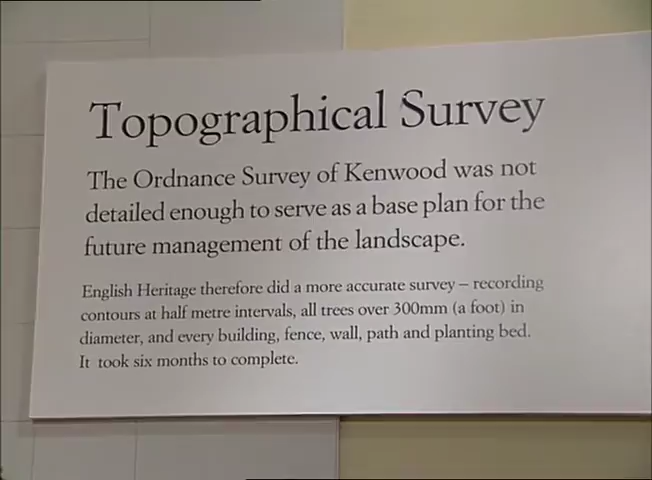 Topographical Survey
The Ordnance Survey of Kenwood was not
detailed enough to serve as a base plan for the
future management of the landscape.
English Heritage therefore did a more accurate survey – recording
contours at half metre intervals, all trees over 300mm (a foot) in
diameter, and every building, fence, wall, path and planting bed.
It took six months to complete.